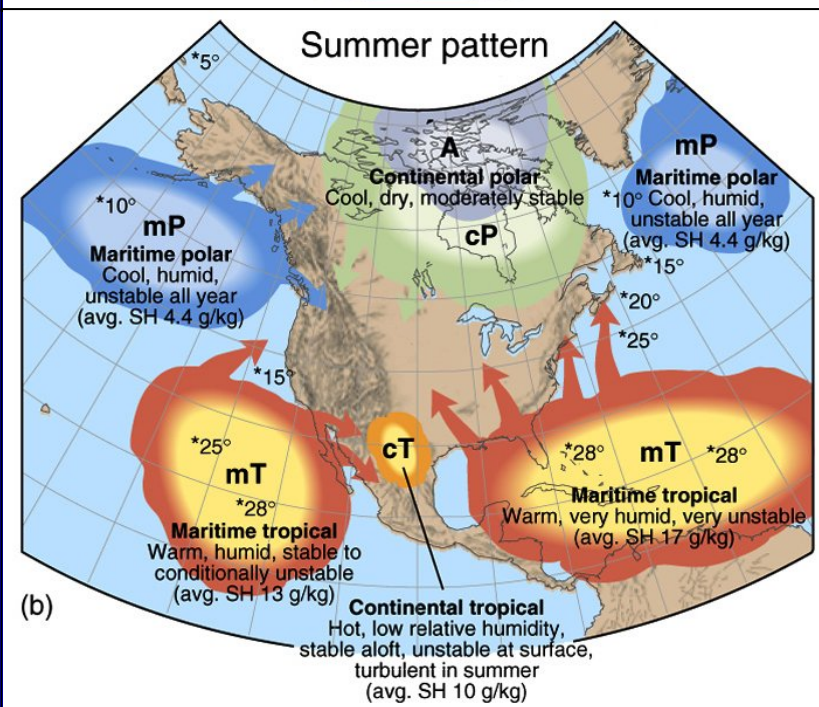 Summer pattern
*5°
A
Continental polar
Cool, dry, moderately stable
cP
mP
Maritime polar
*10° Cool, humid,
unstable all year
(avg. SH 4.4 g/kg)
*10°
mP
Maritime polar
Cool, humid,
unstable all year
(avg. SH 4.4 g/kg)
*15°
*20°
*25°
*15°
*25°
mT
*28°
Maritime tropical
Warm, humid, stable to
conditionally unstable
(avg. SH 13 g/kg)
cT
*28°
mT
*28°
Maritime tropical
Warm, very humid, very unstable
(avg. SH 17 g/kg)
(b)
Continental tropical
Hot, low relative humidity,
stable aloft, unstable at surface,
turbulent in summer
(avg. SH 10 g/kg)